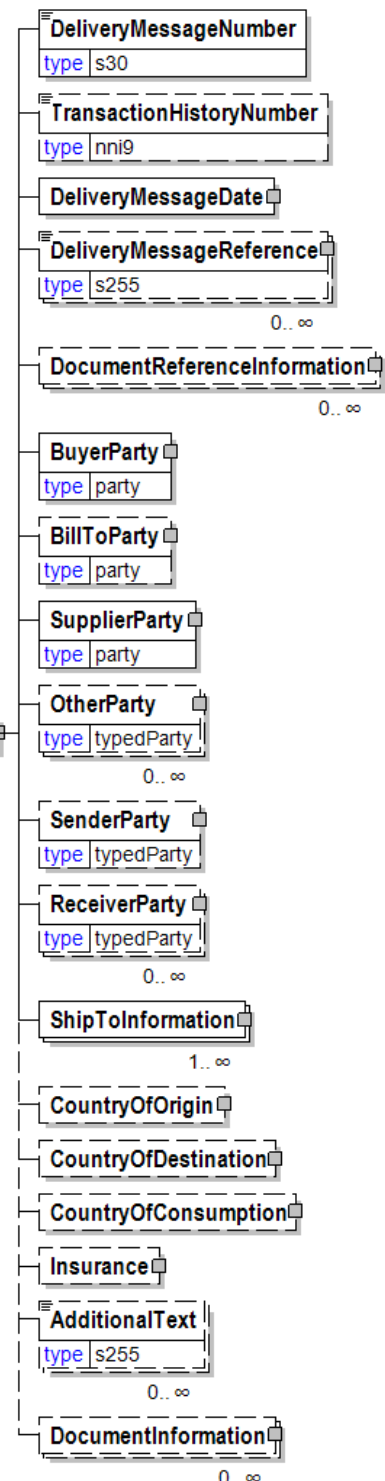 DeliveryMessageNumber
type s30
TransactionHistoryNumber
type nni9
DeliveryMessageDate
DeliveryMessageReference
type s255
0.. ∞
DocumentReferenceInformation
0.. ∞
BuyerParty
type party
BillToParty
type party
SupplierParty
type party
OtherParty
type typedParty
0.. ∞
SenderParty
type typedParty
ReceiverParty
type typedParty
0.. ∞
ShipToInformation
1.. ∞
CountryOfOrigin
CountryOfDestination
CountryOfConsumption
Insurance
AdditionalText
type s255
0.. ∞
DocumentInformation
0.. ∞